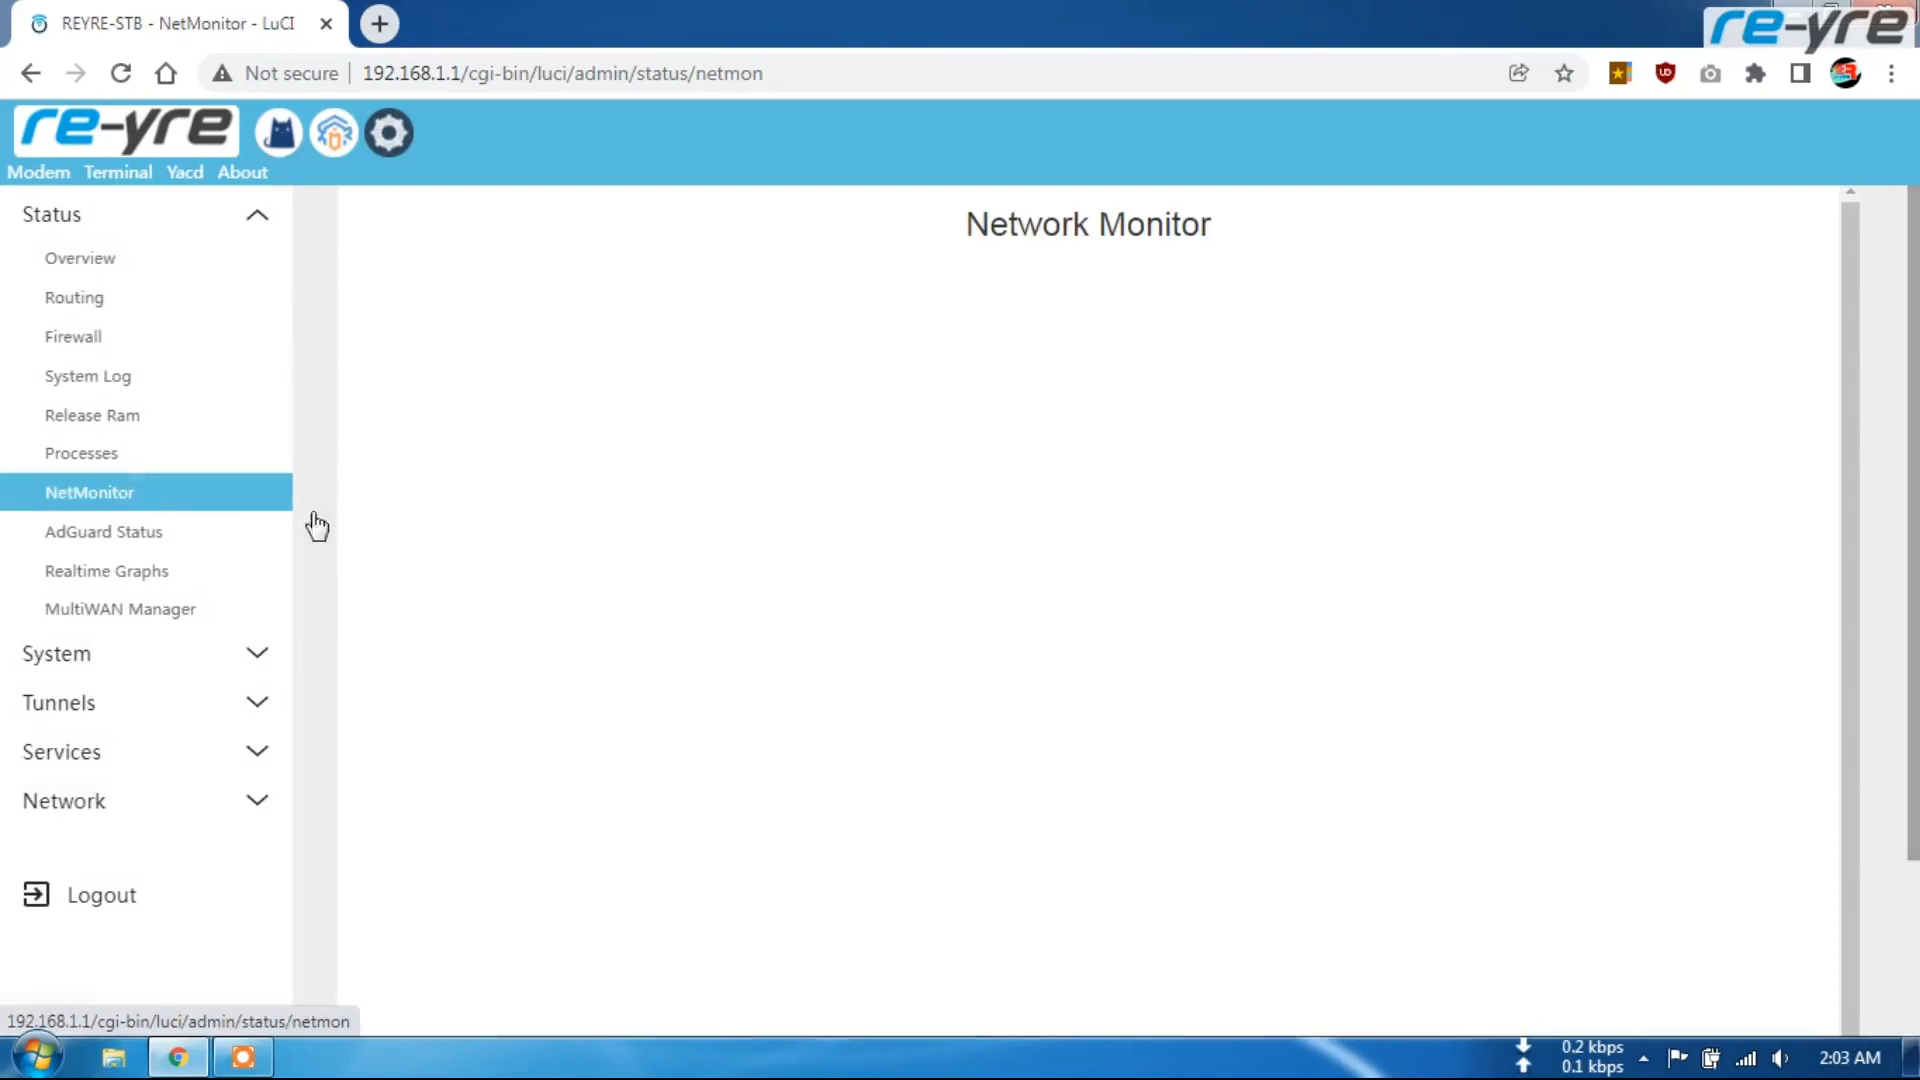 REYRE-STB - NetMonitor - LuCI
re-yre
Not secure
192.168.1.1/cgi-bin/luci/admin/status/netmon
re-yre
Modem Terminal Yacd About
Status
Overview
Routing
Firewall
System Log
Release Ram
Processes
NetMonitor
AdGuard Status
Realtime Graphs
MultiWAN Manager
System
Tunnels
Services
Network
Logout
Network Monitor
192.168.1.1/cgi-bin/luci/admin/status/netmon
0.2 kbps
0.1 kbps
2:03 AM